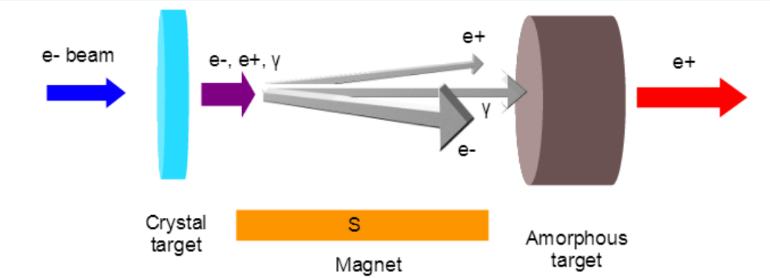 e- beam
e-, e+, γ
e+
γ
e-
e+
Crystal
target
S
Magnet
Amorphous
target